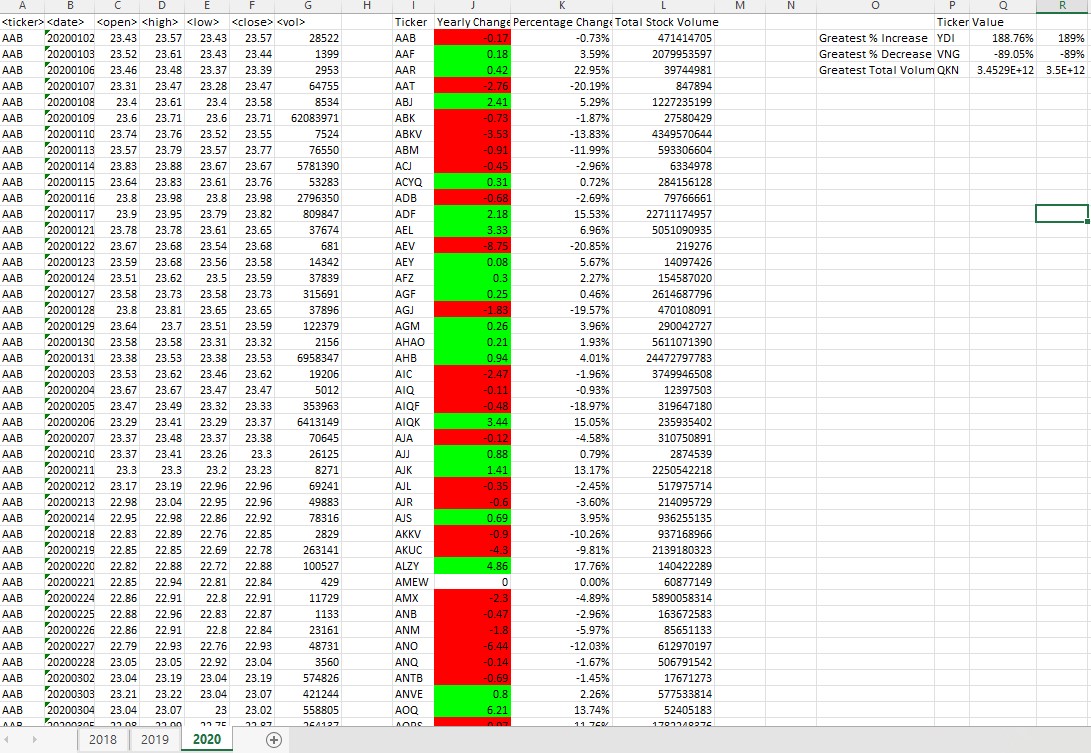 A B C D E F G H I J K L M N O P Q R
<ticker> <date> <open> <high> <low> <close> <vol> Ticker Yearly Change Percentage Change Total Stock Volume Ticker Value
AAB 20200102 23.43 23.57 23.43 23.57 28522 AAB -0.17 -0.73% 471414705 Greatest % Increase YDI 188.76% 189%
AAB 20200103 23.52 23.61 23.43 23.44 1399 AAF 0.18 3.59% 2079953597 Greatest % Decrease VNG -89.05% -89%
AAB 20200106 23.46 23.48 23.37 23.39 2953 AAR 0.42 22.95% 39744981 Greatest Total Volum QKN 3.4529E+12 3.5E+12
AAB 20200107 23.31 23.47 23.28 23.47 64755 AAT -2.76 -20.19% 847894
AAB 20200108 23.4 23.61 23.4 23.58 8534 ABJ 2.41 5.29% 1227235199
AAB 20200109 23.6 23.71 23.6 23.71 62083971 ABK -0.73 -1.87% 27580429
AAB 20200110 23.74 23.76 23.52 23.55 7524 ABKV -3.53 -13.83% 4349570644
AAB 20200113 23.57 23.79 23.57 23.77 76550 ABM -0.91 -11.99% 593306604
AAB 20200114 23.83 23.88 23.67 23.67 5781390 ACJ -0.45 -2.96% 6334978
AAB 20200115 23.64 23.83 23.61 23.76 53283 ACYQ 0.31 0.72% 284156128
AAB 20200116 23.8 23.98 23.8 23.98 2796350 ADB -0.68 -2.69% 79766661
AAB 20200117 23.9 23.95 23.79 23.82 809847 ADF 2.18 15.53% 22711174957
AAB 20200121 23.78 23.78 23.61 23.65 37674 AEL 3.33 6.96% 5051090935
AAB 20200122 23.67 23.68 23.54 23.68 681 AEV -8.75 -20.85% 219276
AAB 20200123 23.59 23.68 23.56 23.58 14342 AEY 0.08 5.67% 14097426
AAB 20200124 23.51 23.62 23.5 23.59 37839 AFZ 0.3 2.27% 154587020
AAB 20200127 23.58 23.73 23.58 23.73 315691 AGF 0.25 0.46% 2614687796
AAB 20200128 23.8 23.81 23.65 23.65 37896 AGJ -1.83 -19.57% 470108091
AAB 20200129 23.64 23.7 23.51 23.59 122379 AGM 0.26 3.96% 290042727
AAB 20200130 23.58 23.58 23.31 23.32 2156 AHAO 0.21 1.93% 5611071390
AAB 20200131 23.38 23.53 23.38 23.53 6958347 AHB 0.94 4.01% 24472797783
AAB 20200203 23.53 23.62 23.46 23.62 19206 AIC -2.47 -1.96% 3749946508
AAB 20200204 23.67 23.67 23.47 23.47 5012 AIQ -0.11 -0.93% 12397503
AAB 20200205 23.47 23.49 23.32 23.33 353963 AIQF -0.48 -18.97% 319647180
AAB 20200206 23.29 23.41 23.29 23.37 6413149 AIQK 3.44 15.05% 235935402
AAB 20200207 23.37 23.48 23.37 23.38 70645 AJA -0.12 -4.58% 310750891
AAB 20200210 23.37 23.41 23.26 23.3 26125 AJJ 0.88 0.79% 2874539
AAB 20200211 23.3 23.3 23.2 23.23 8271 AJK 1.41 13.17% 2250542218
AAB 20200212 23.17 23.19 22.96 22.96 69241 AJL -0.35 -2.45% 517975714
AAB 20200213 22.98 23.04 22.95 22.96 49883 AJR -0.6 -3.60% 214095729
AAB 20200214 22.95 22.98 22.86 22.92 78316 AJS 0.69 3.95% 936255135
AAB 20200218 22.83 22.89 22.76 22.85 2829 AKKV -0.9 -10.26% 937168966
AAB 20200219 22.85 22.85 22.69 22.78 263141 AKUC -4.3 -9.81% 2139180323
AAB 20200220 22.82 22.88 22.72 22.88 100527 ALZY 4.86 17.76% 140422289
AAB 20200221 22.85 22.94 22.81 22.84 429 AMEW 0 0.00% 60877149
AAB 20200224 22.86 22.91 22.8 22.91 11729 AMX -2.3 -4.89% 5890058314
AAB 20200225 22.88 22.96 22.83 22.87 1133 ANB -0.47 -2.96% 163672583
AAB 20200226 22.86 22.91 22.8 22.84 23161 ANM -1.8 -5.97% 85651133
AAB 20200227 22.79 22.93 22.76 22.93 48731 ANO -6.44 -12.03% 612970197
AAB 20200228 23.05 23.05 22.92 23.04 3560 ANQ -0.14 -1.67% 506791542
AAB 20200302 23.04 23.19 23.04 23.19 574826 ANTB -0.69 -1.45% 17671273
AAB 20200303 23.21 23.22 23.04 23.07 421244 ANVE 0.8 2.26% 577533814
AAB 20200304 23.04 23.07 23 23.02 558805 AOQ 6.21 13.74% 52405183
2018 2019 2020